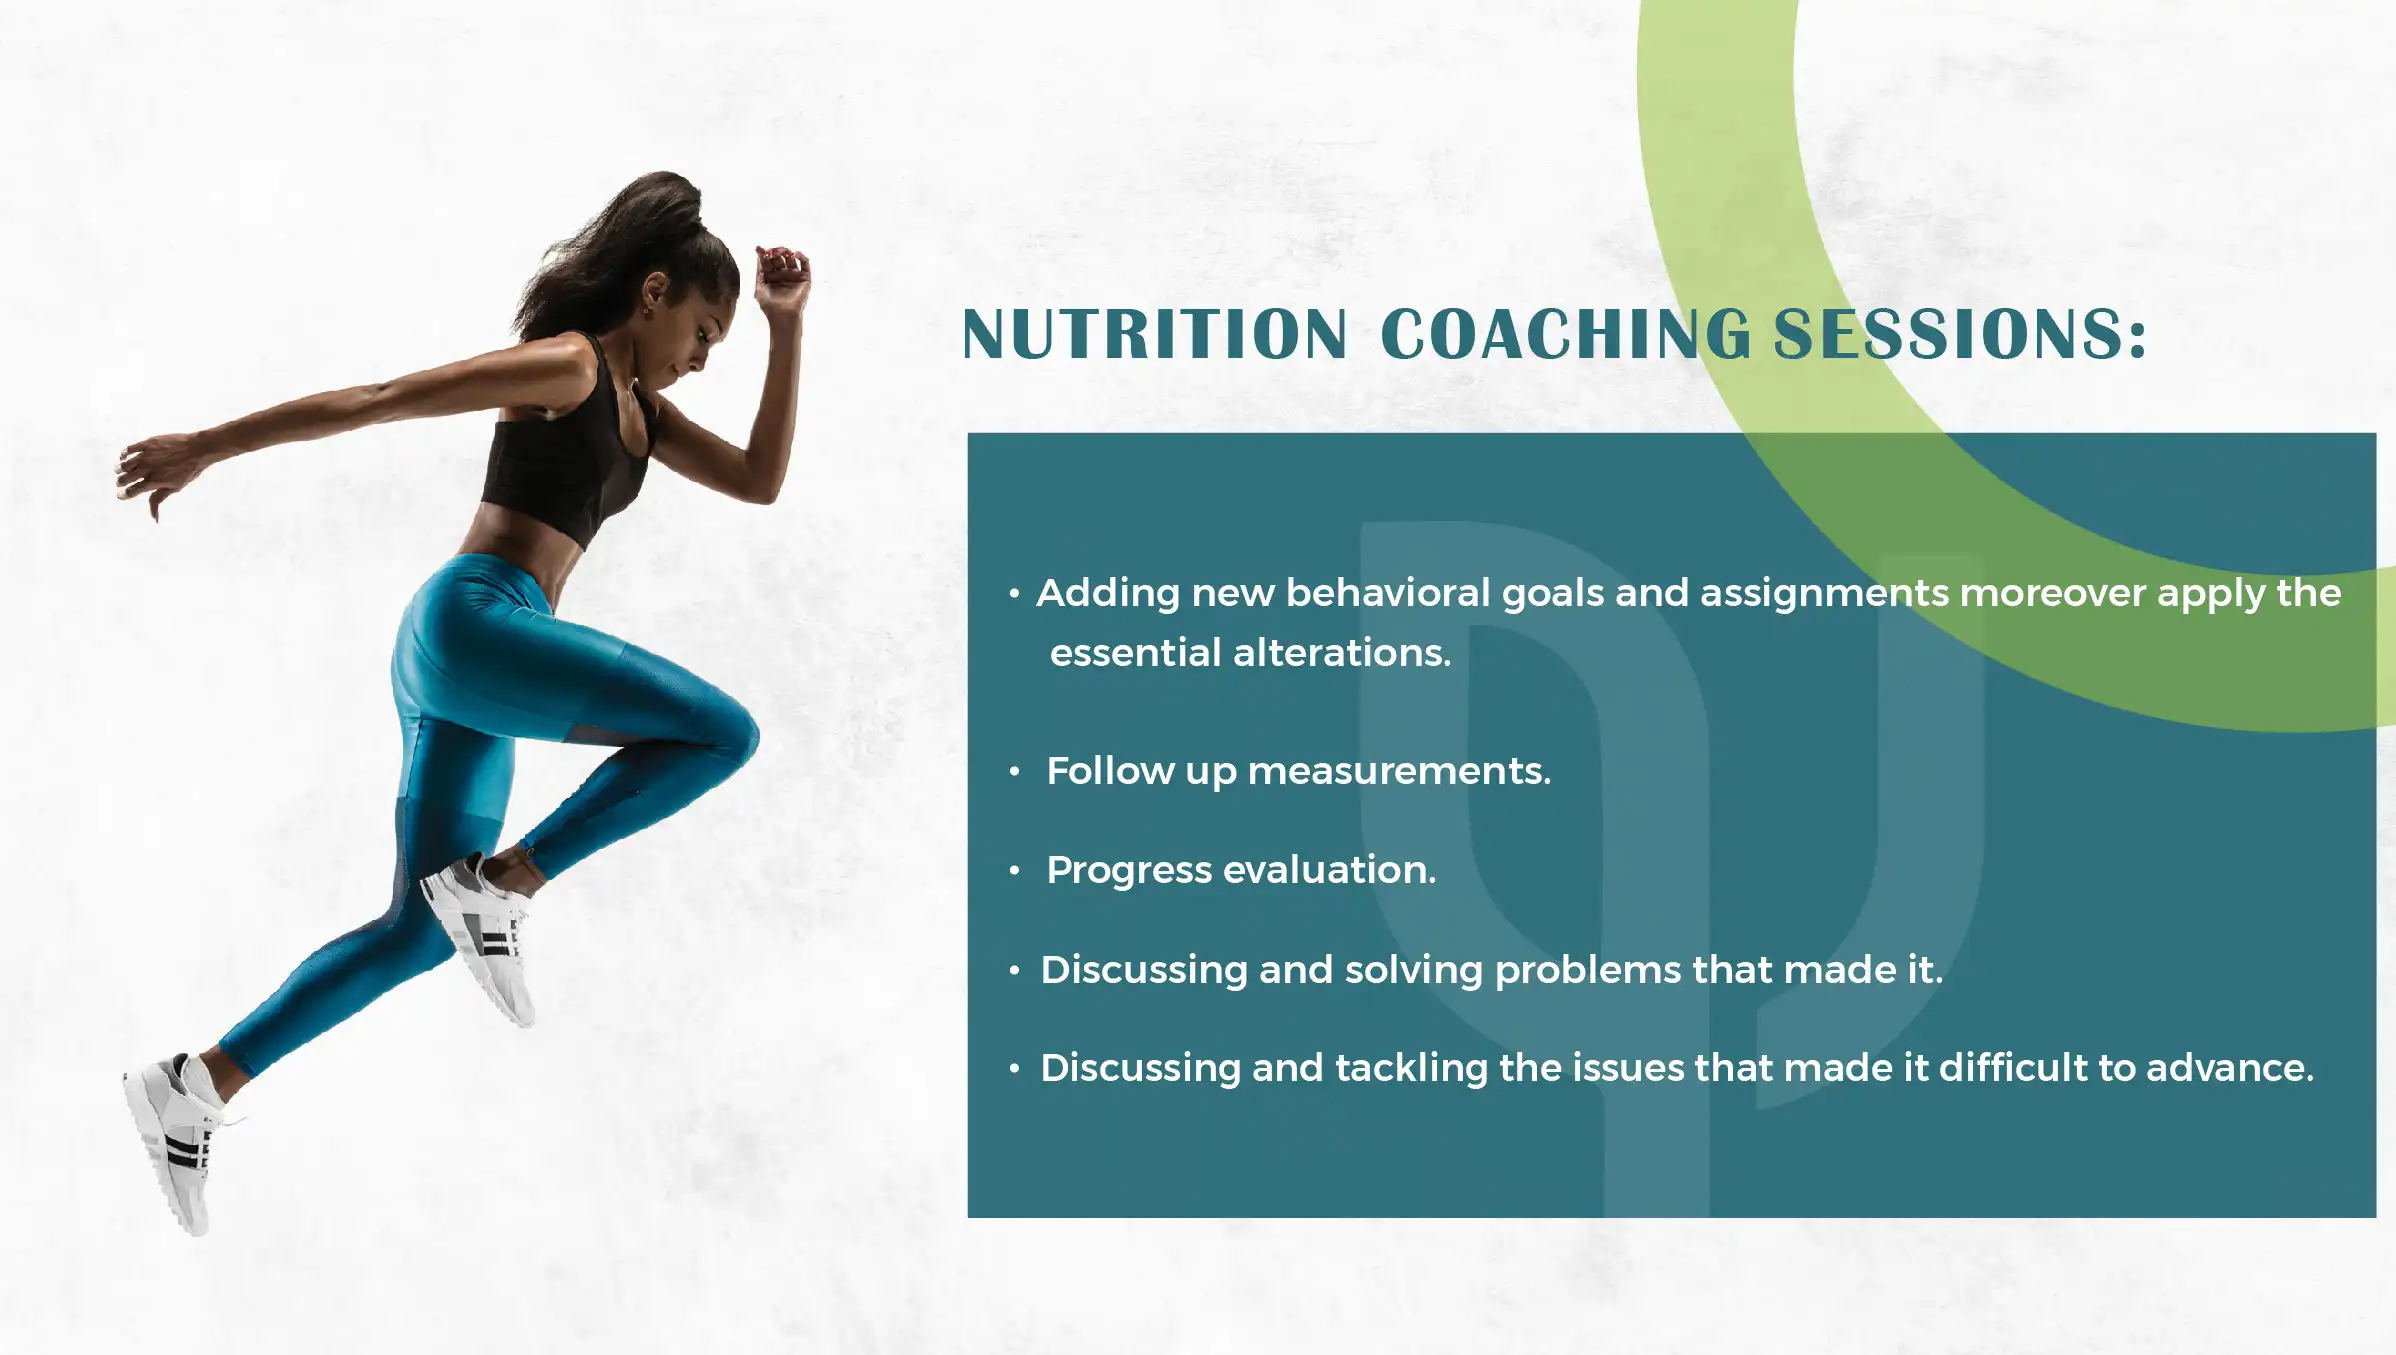 NUTRITION COACHING SESSIONS:
• Adding new behavioral goals and assignments moreover apply the
essential alterations.
• Follow up measurements.
• Progress evaluation.
• Discussing and solving problems that made it.
• Discussing and tackling the issues that made it difficult to advance.